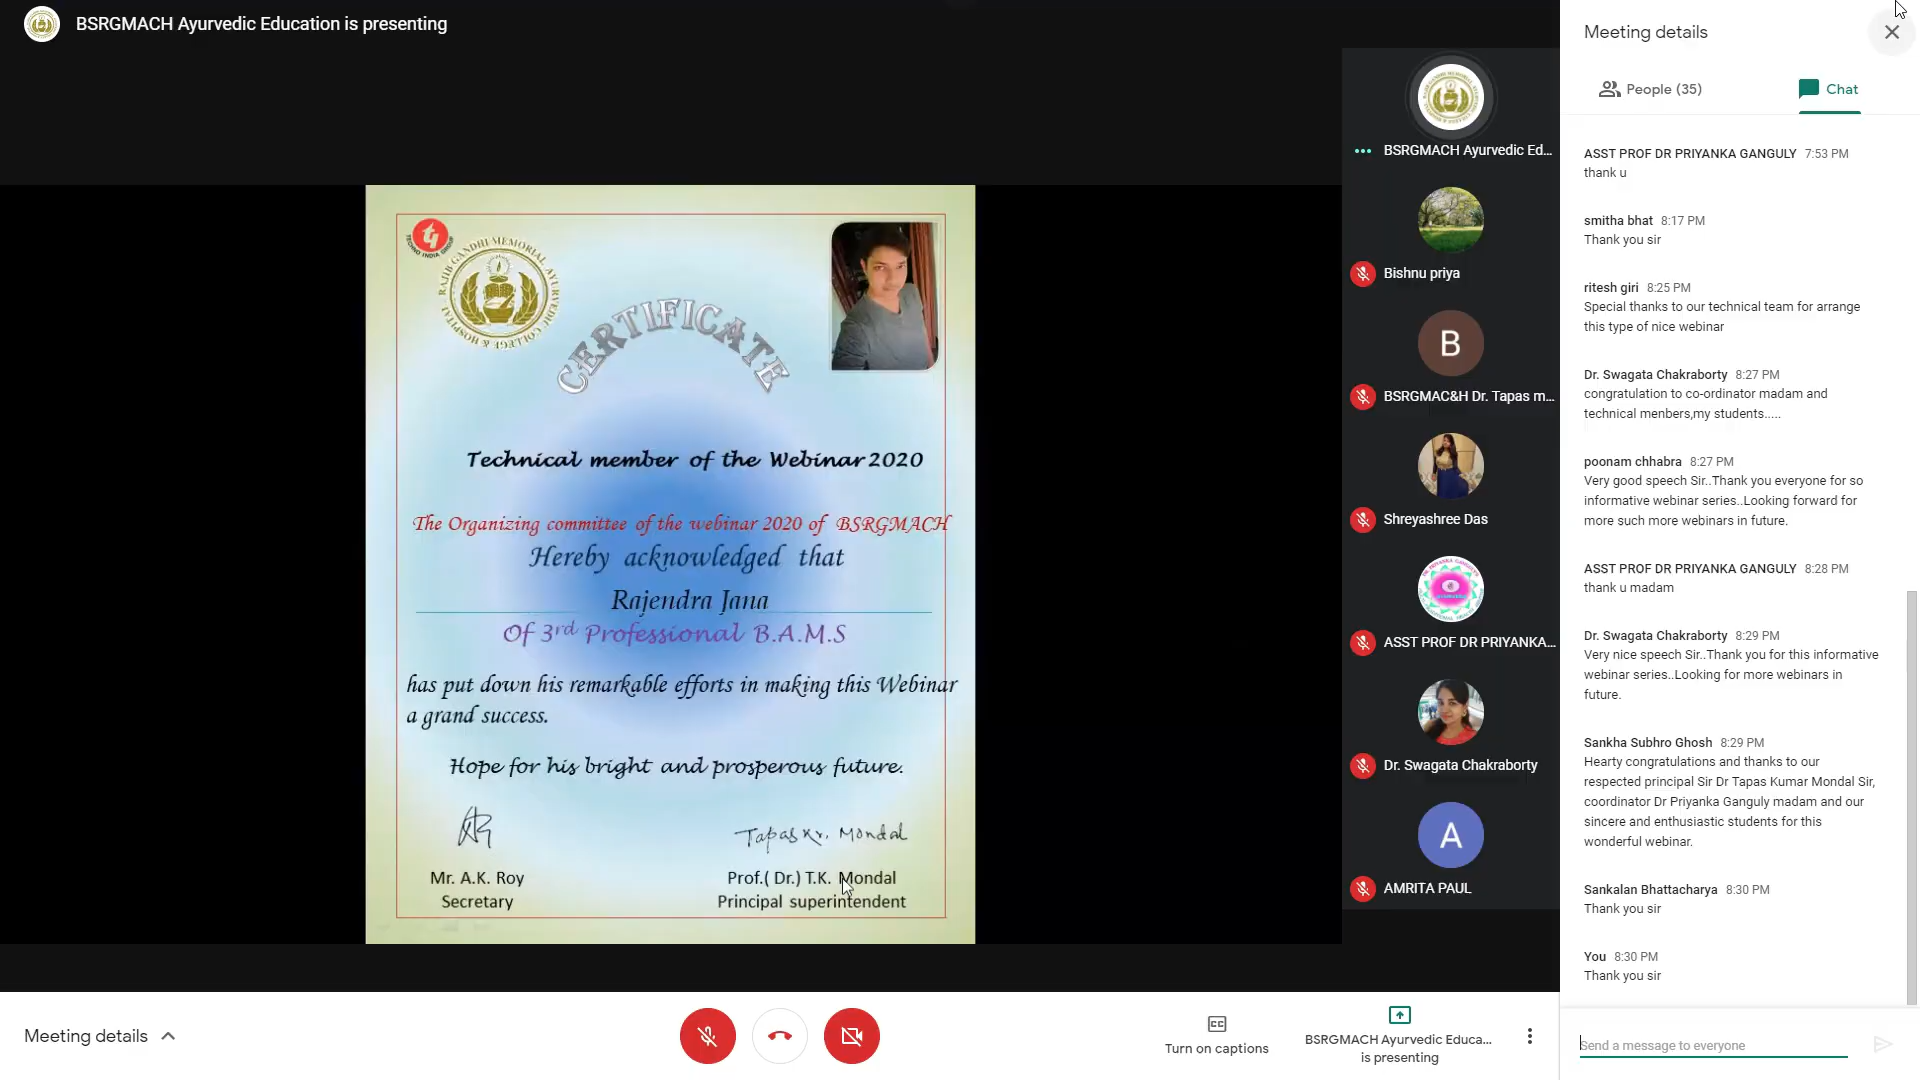 BSRGMACH Ayurvedic Education is presenting
TECHNO INDIA GROUP
RAJIB GANDHI MEMORIAL AYURVEDIC COLLEGE & HOSPITAL
CERTIFICATE
Technical member of the Webinar 2020
The Organizing committee of the webinar 2020 of BSRGMACH
Hereby acknowledged that
Rajendra Jana
Of 3rd Professional B.A.M.S
has put down his remarkable efforts in making this Webinar
a grand success.
Hope for his bright and prosperous future.
Tapas Kr. Mondal
Mr. A.K. Roy
Secretary
Prof.( Dr.) T.K. Mondal
Principal superintendent
BSRGMACH Ayurvedic Ed...
Bishnu priya
B
BSRGMAC&H Dr. Tapas m...
Shreyashree Das
ASST PROF DR PRIYANKA...
Dr. Swagata Chakraborty
A
AMRITA PAUL
Meeting details
People (35)
Chat
ASST PROF DR PRIYANKA GANGULY 7:53 PM
thank u
smitha bhat 8:17 PM
Thank you sir
ritesh giri 8:25 PM
Special thanks to our technical team for arrange
this type of nice webinar
Dr. Swagata Chakraborty 8:27 PM
congratulation to co-ordinator madam and
technical menbers,my students.....
poonam chhabra 8:27 PM
Very good speech Sir..Thank you everyone for so
informative webinar series..Looking forward for
more such more webinars in future.
ASST PROF DR PRIYANKA GANGULY 8:28 PM
thank u madam
Dr. Swagata Chakraborty 8:29 PM
Very nice speech Sir..Thank you for this informative
webinar series..Looking for more webinars in
future.
Sankha Subhro Ghosh 8:29 PM
Hearty congratulations and thanks to our
respected principal Sir Dr Tapas Kumar Mondal Sir,
coordinator Dr Priyanka Ganguly madam and our
sincere and enthusiastic students for this
wonderful webinar.
Sankalan Bhattacharya 8:30 PM
Thank you sir
You 8:30 PM
Thank you sir
Send a message to everyone
Meeting details
Turn on captions
BSRGMACH Ayurvedic Educa...
is presenting